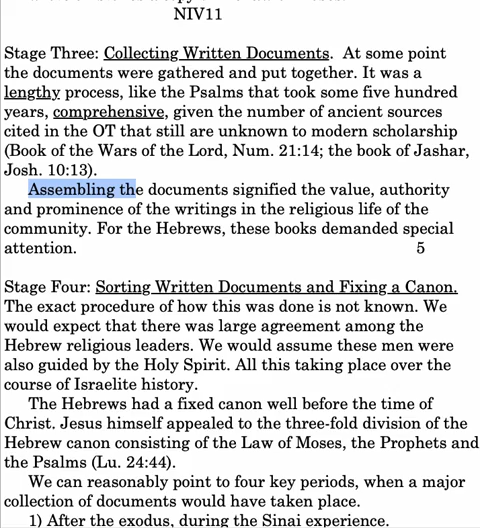 NIV11
Stage Three: Collecting Written Documents. At some point
the documents were gathered and put together. It was a
lengthy process, like the Psalms that took some five hundred
years, comprehensive, given the number of ancient sources
cited in the OT that still are unknown to modern scholarship
(Book of the Wars of the Lord, Num. 21:14; the book of Jashar,
Josh. 10:13).
Assembling the documents signified the value, authority
and prominence of the writings in the religious life of the
community. For the Hebrews, these books demanded special
attention. 5
Stage Four: Sorting Written Documents and Fixing a Canon.
The exact procedure of how this was done is not known. We
would expect that there was large agreement among the
Hebrew religious leaders. We would assume these men were
also guided by the Holy Spirit. All this taking place over the
course of Israelite history.
The Hebrews had a fixed canon well before the time of
Christ. Jesus himself appealed to the three-fold division of the
Hebrew canon consisting of the Law of Moses, the Prophets and
the Psalms (Lu. 24:44).
We can reasonably point to four key periods, when a major
collection of documents would have taken place.
1) After the exodus, during the Sinai experience.